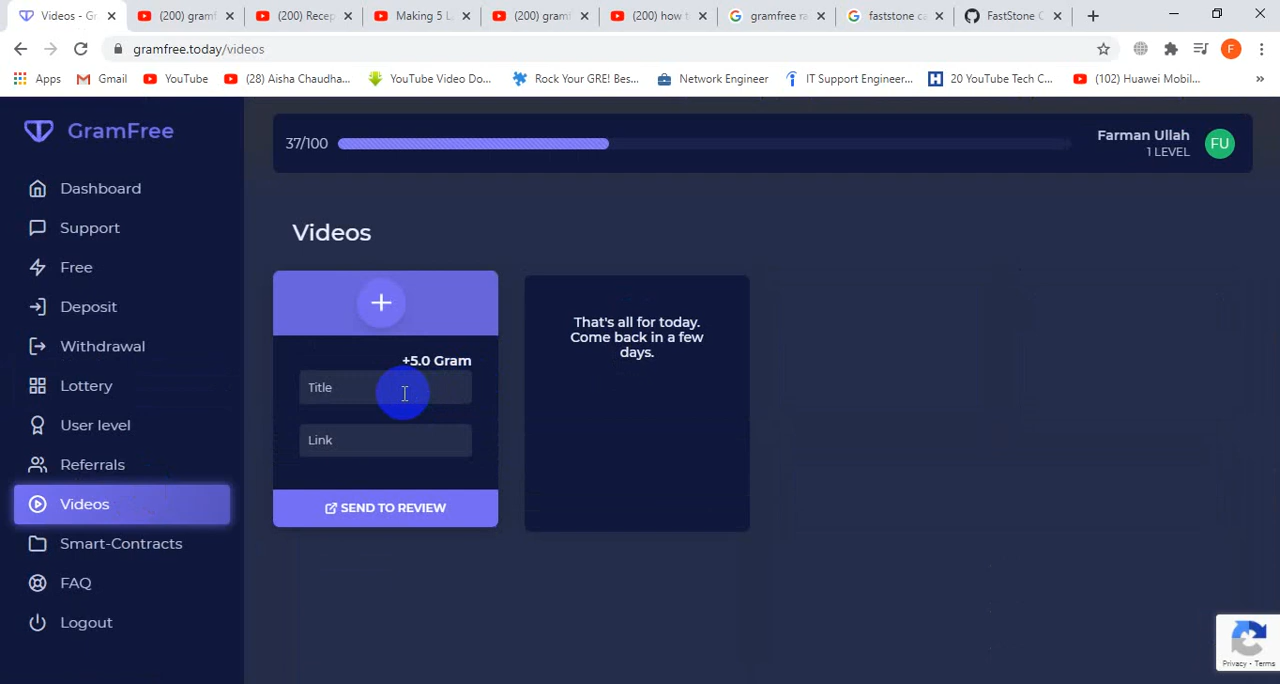 Videos - G
(200) gramf
(200) Recep
Making 5 L
(200) gramf
(200) how t
gramfree ra
faststone ca
FastStone C
gramfree.today/videos
F
Apps
Gmail
YouTube
(28) Aisha Chaudha...
YouTube Video Do...
Rock Your GRE! Bes...
Network Engineer
IT Support Engineer...
20 YouTube Tech C...
(102) Huawei Mobil...
»
GramFree
37/100
Farman Ullah
1 LEVEL
FU
Dashboard
Support
Free
Deposit
Withdrawal
Lottery
User level
Referrals
Videos
Smart-Contracts
FAQ
Logout
Videos
+5.0 Gram
Title
Link
SEND TO REVIEW
That's all for today.
Come back in a few
days.
Privacy - Terms